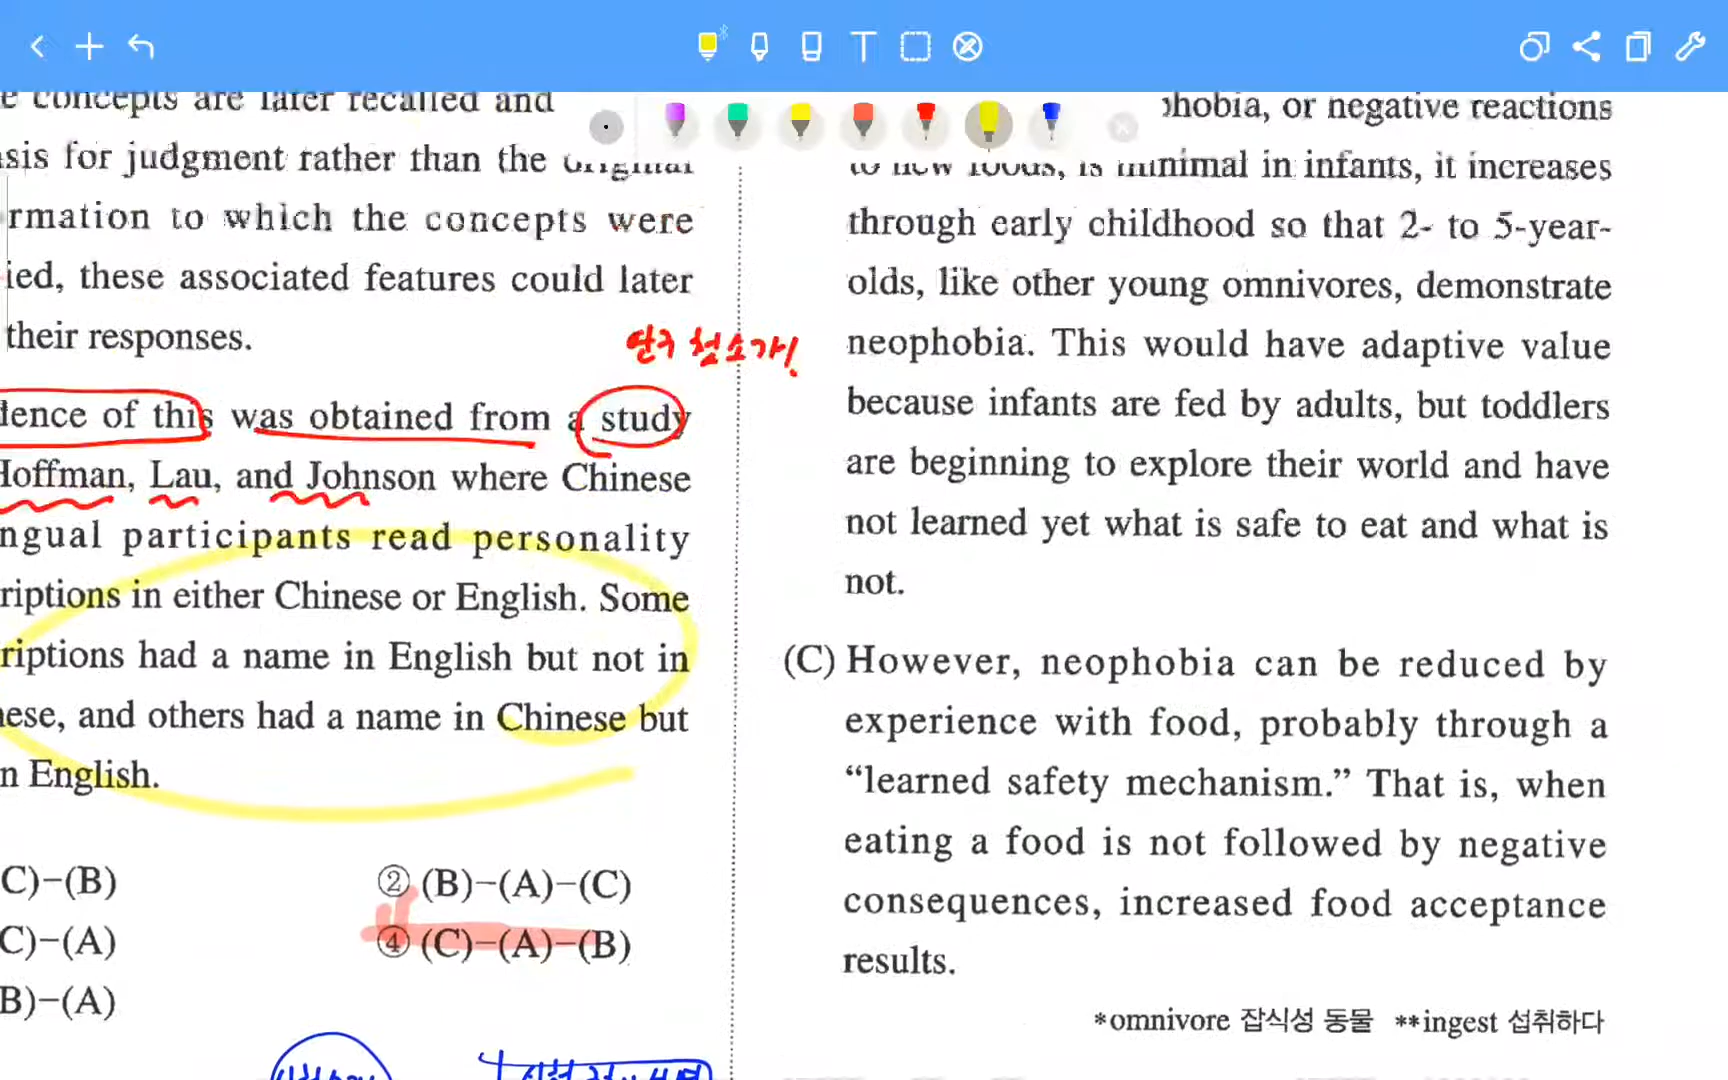 e concepts are later recalled and
sis for judgment rather than the original
rmation to which the concepts were
ied, these associated features could later
their responses.
연구 첫 소개!
lence of this was obtained from a study
Hoffman, Lau, and Johnson where Chinese
ngual participants read personality
riptions in either Chinese or English. Some
riptions had a name in English but not in
ese, and others had a name in Chinese but
n English.
C)-(B)
② (B)-(A)-(C)
C)-(A)
④ (C)-(A)-(B)
B)-(A)
phobia, or negative reactions
to new foods, is minimal in infants, it increases
through early childhood so that 2- to 5-year-
olds, like other young omnivores, demonstrate
neophobia. This would have adaptive value
because infants are fed by adults, but toddlers
are beginning to explore their world and have
not learned yet what is safe to eat and what is
not.
(C) However, neophobia can be reduced by
experience with food, probably through a
“learned safety mechanism.” That is, when
eating a food is not followed by negative
consequences, increased food acceptance
results.
*omnivore 잡식성 동물 **ingest 섭취하다